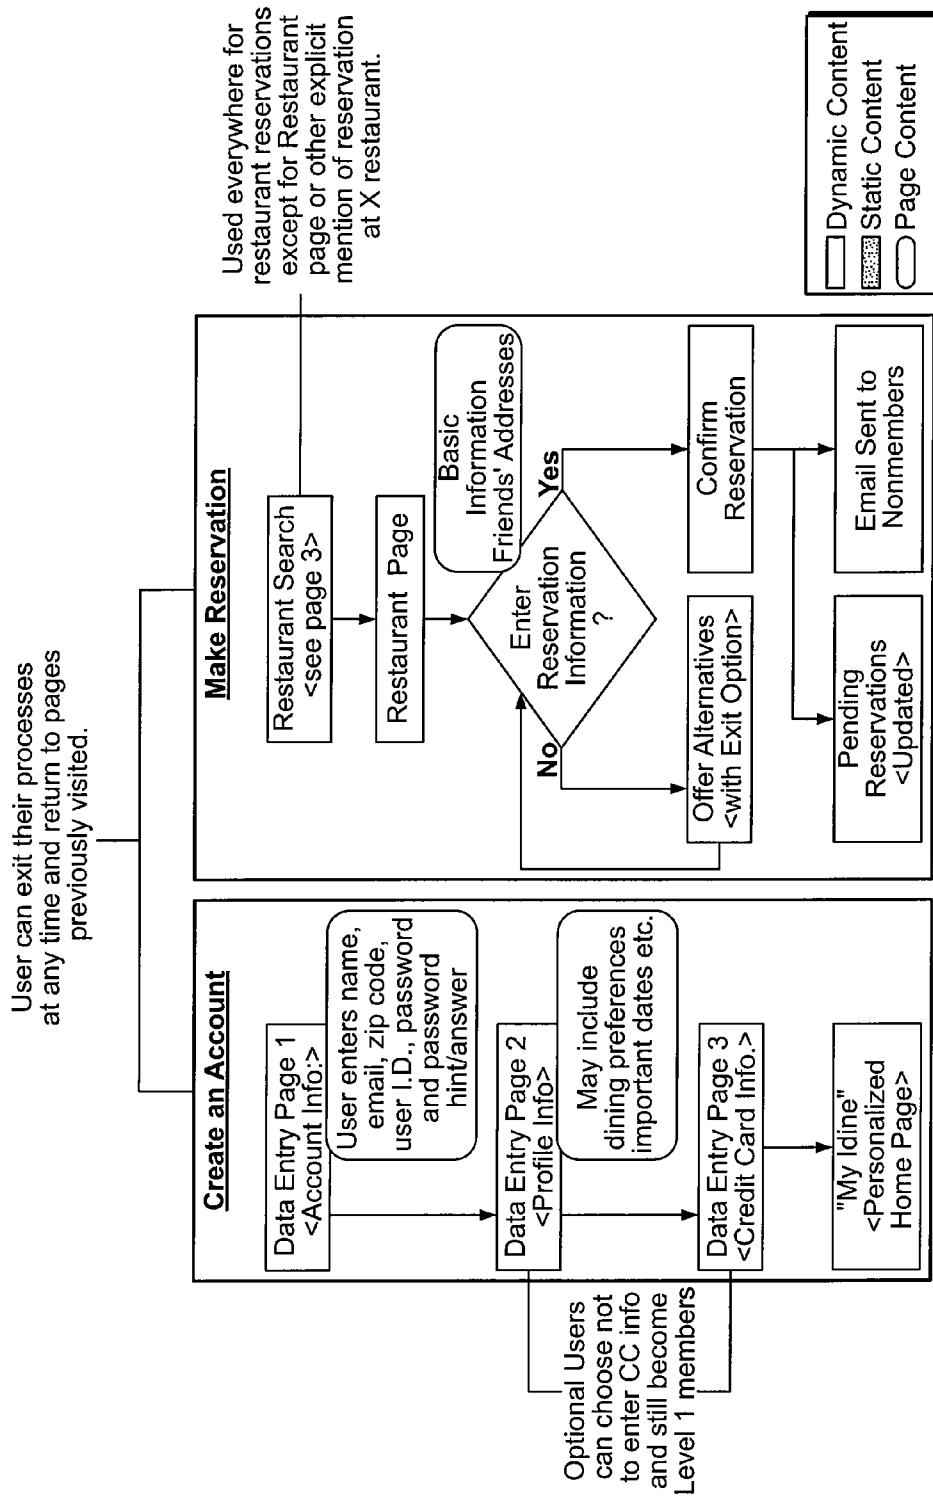 User can exit their processes
at any time and return to pages
previously visited.
Create an Account
Data Entry Page 1
<Account Info:>
User enters name,
email, zip code,
user I.D., password
and password
hint/answer
Data Entry Page 2
<Profile Info>
May include
dining preferences
important dates etc.
Data Entry Page 3
<Credit Card Info.>
"My Idine"
<Personalized
Home Page>
Optional Users
can choose not
to enter CC info
and still become
Level 1 members
Make Reservation
Restaurant Search
<see page 3>
Restaurant Page
Basic
Information
Friends' Addresses
Enter
Reservation
Information
?
No
Yes
Offer Alternatives
<with Exit Option>
Confirm
Reservation
Pending
Reservations
<Updated>
Email Sent to
Nonmembers
Used everywhere for
restaurant reservations
except for Restaurant
page or other explicit
mention of reservation
at X restaurant.
Dynamic Content
Static Content
Page Content